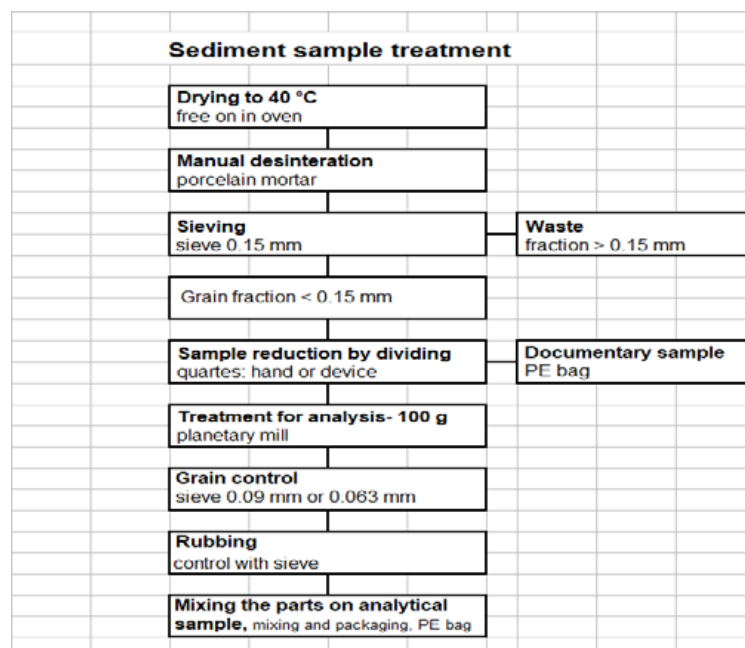 Sediment sample treatment
Drying to 40 °C
free on in oven
Manual desinteration
porcelain mortar
Sieving
sieve 0.15 mm
Waste
fraction > 0.15 mm
Grain fraction < 0.15 mm
Sample reduction by dividing
quartes: hand or device
Documentary sample
PE bag
Treatment for analysis- 100 g
planetary mill
Grain control
sieve 0.09 mm or 0.063 mm
Rubbing
control with sieve
Mixing the parts on analytical
sample, mixing and packaging, PE bag